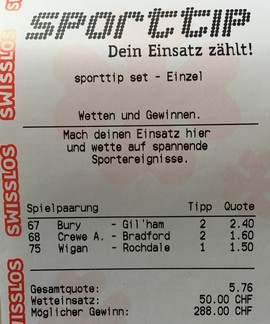 sporttip
Dein Einsatz zählt!
sporttip set - Einzel
Wetten und Gewinnen.
Mach deinen Einsatz hier
und wette auf spannende
Sportereignisse.
Spielpaarung Tipp Quote
67 Bury - Gil'ham 2 2.40
68 Crewe A. - Bradford 2 1.60
75 Wigan - Rochdale 1 1.50
Gesamtquote: 5.76
Wetteinsatz: 50.00 CHF
Möglicher Gewinn: 288.00 CHF
SWISSLOS
SWISSLOS
SWISSLOS